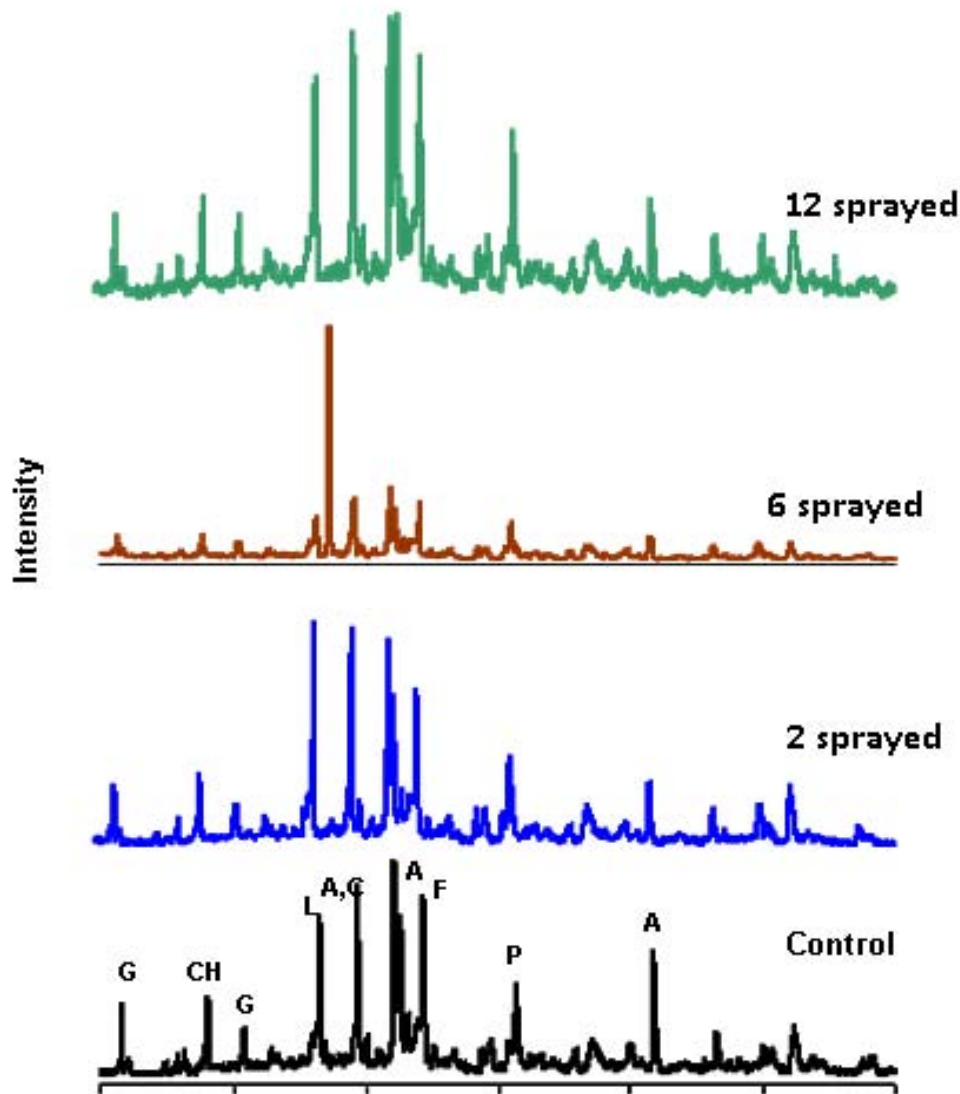 12 sprayed
Intensity
6 sprayed
2 sprayed
A,C A F
L
Control
A
P
G CH G